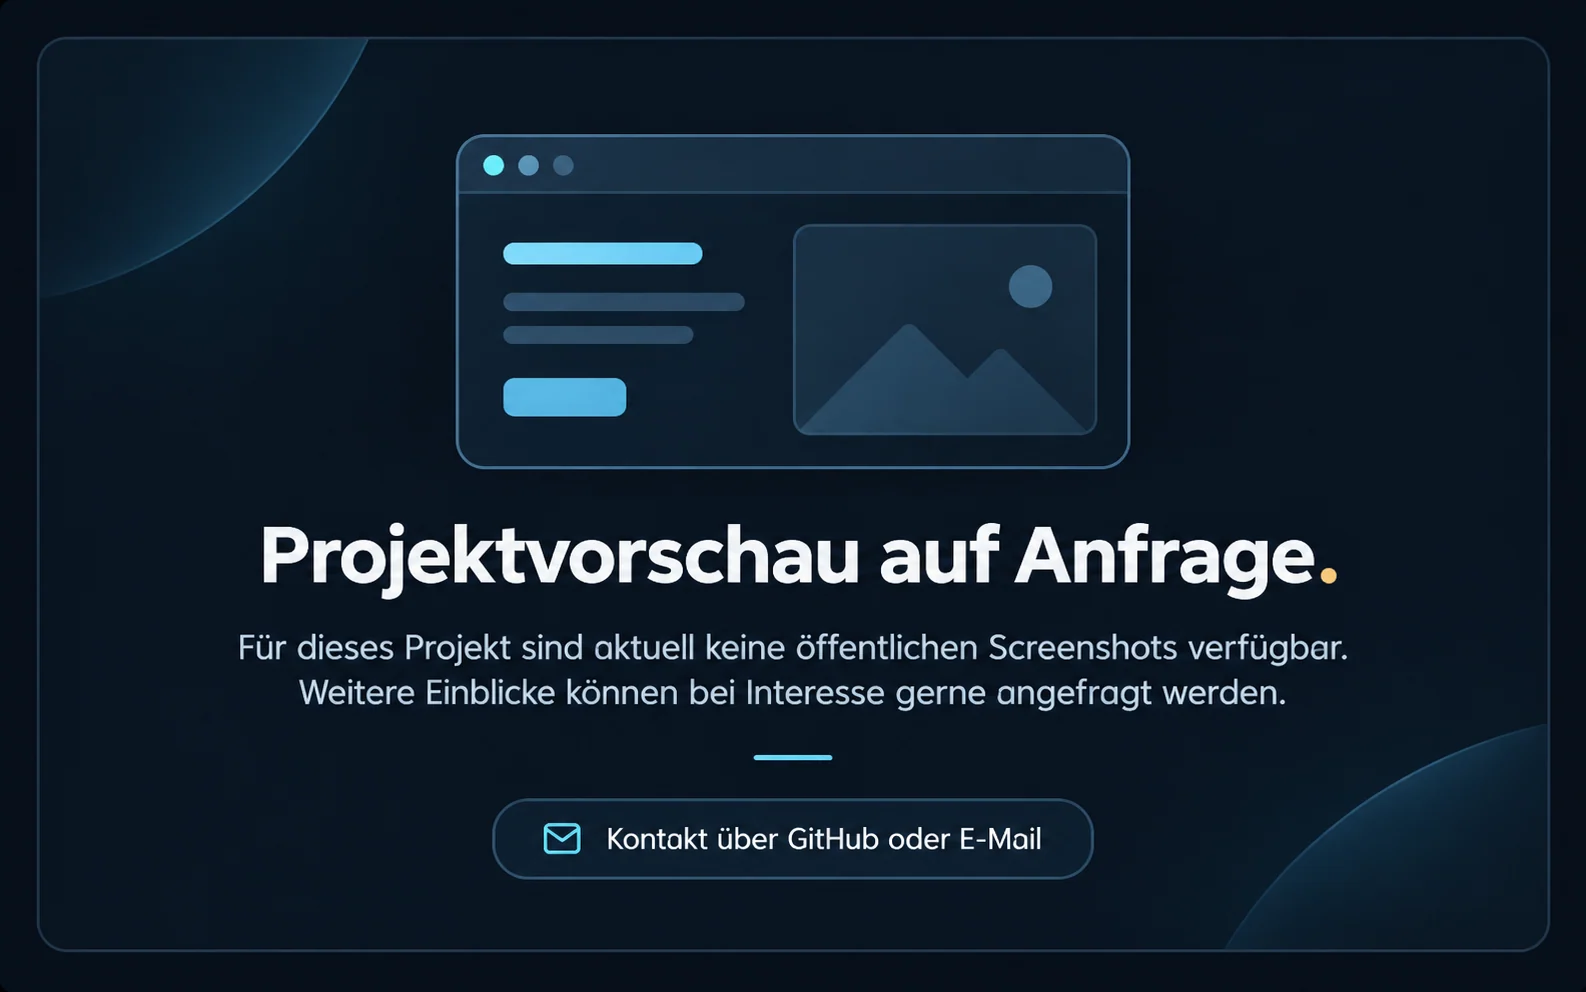 Projektvorschau auf Anfrage.
Für dieses Projekt sind aktuell keine öffentlichen Screenshots verfügbar.
Weitere Einblicke können bei Interesse gerne angefragt werden.
Kontakt über GitHub oder E-Mail